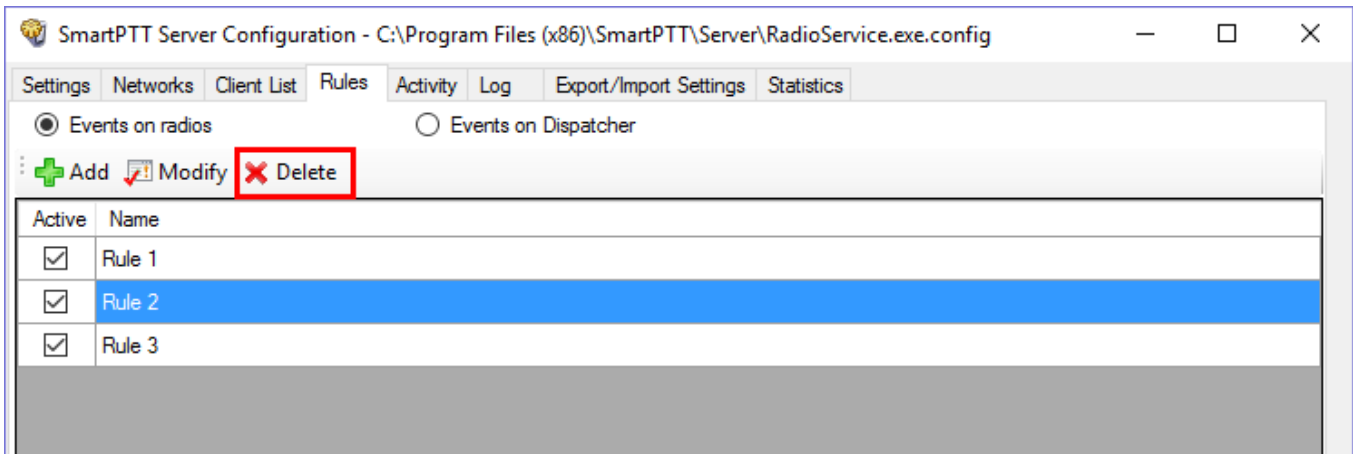 SmartPTT Server Configuration - C:\Program Files (x86)\SmartPTT\Server\RadioService.exe.config
Settings Networks Client List Rules Activity Log Export/Import Settings Statistics
Events on radios Events on Dispatcher
Add Modify Delete
Active Name
Rule 1
Rule 2
Rule 3